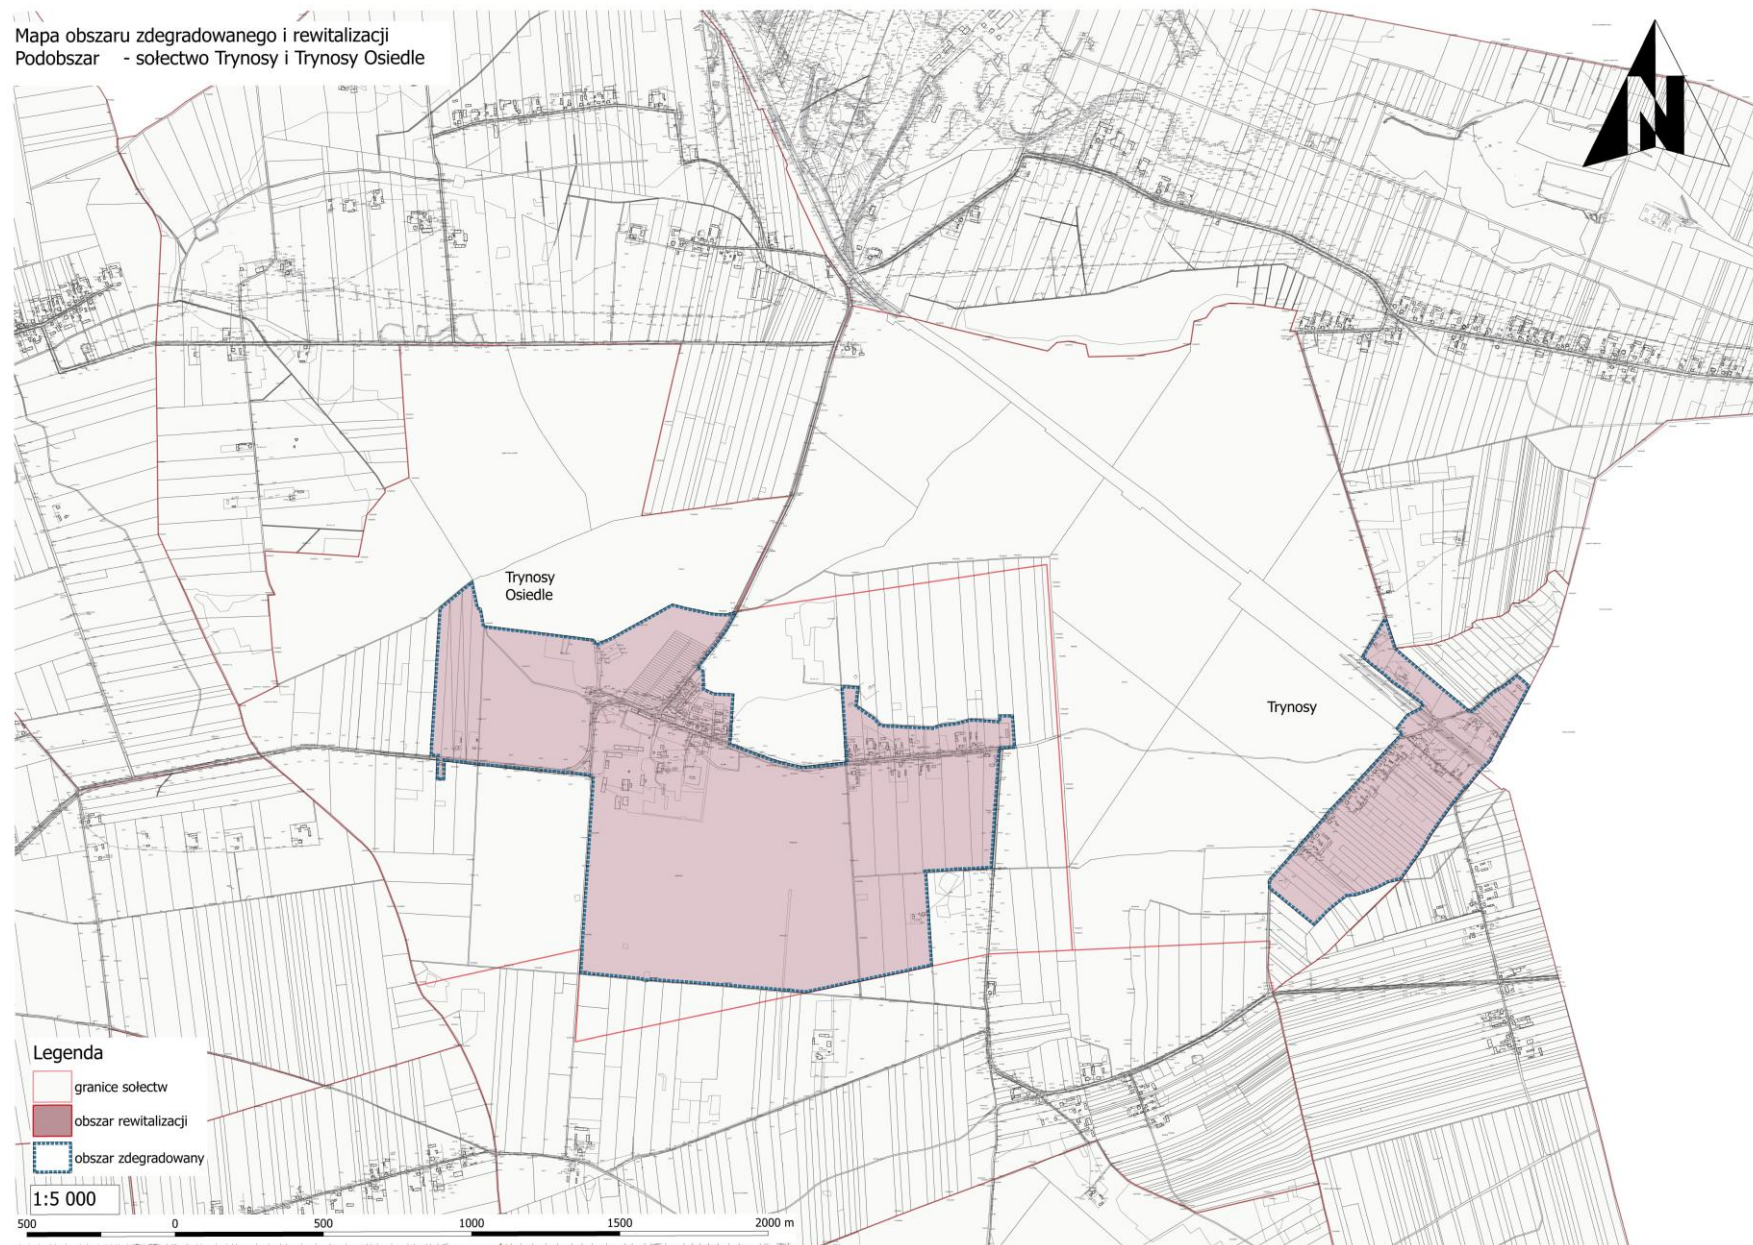 Mapa obszaru zdegradowanego i rewitalizacji
Podobszar - sołectwo Trynosy i Trynosy Osiedle
N
Trynosy
Osiedle
Trynosy
Legenda
granice sołectw
obszar rewitalizacji
obszar zdegradowany
1:5 000
500 0 500 1000 1500 2000 m